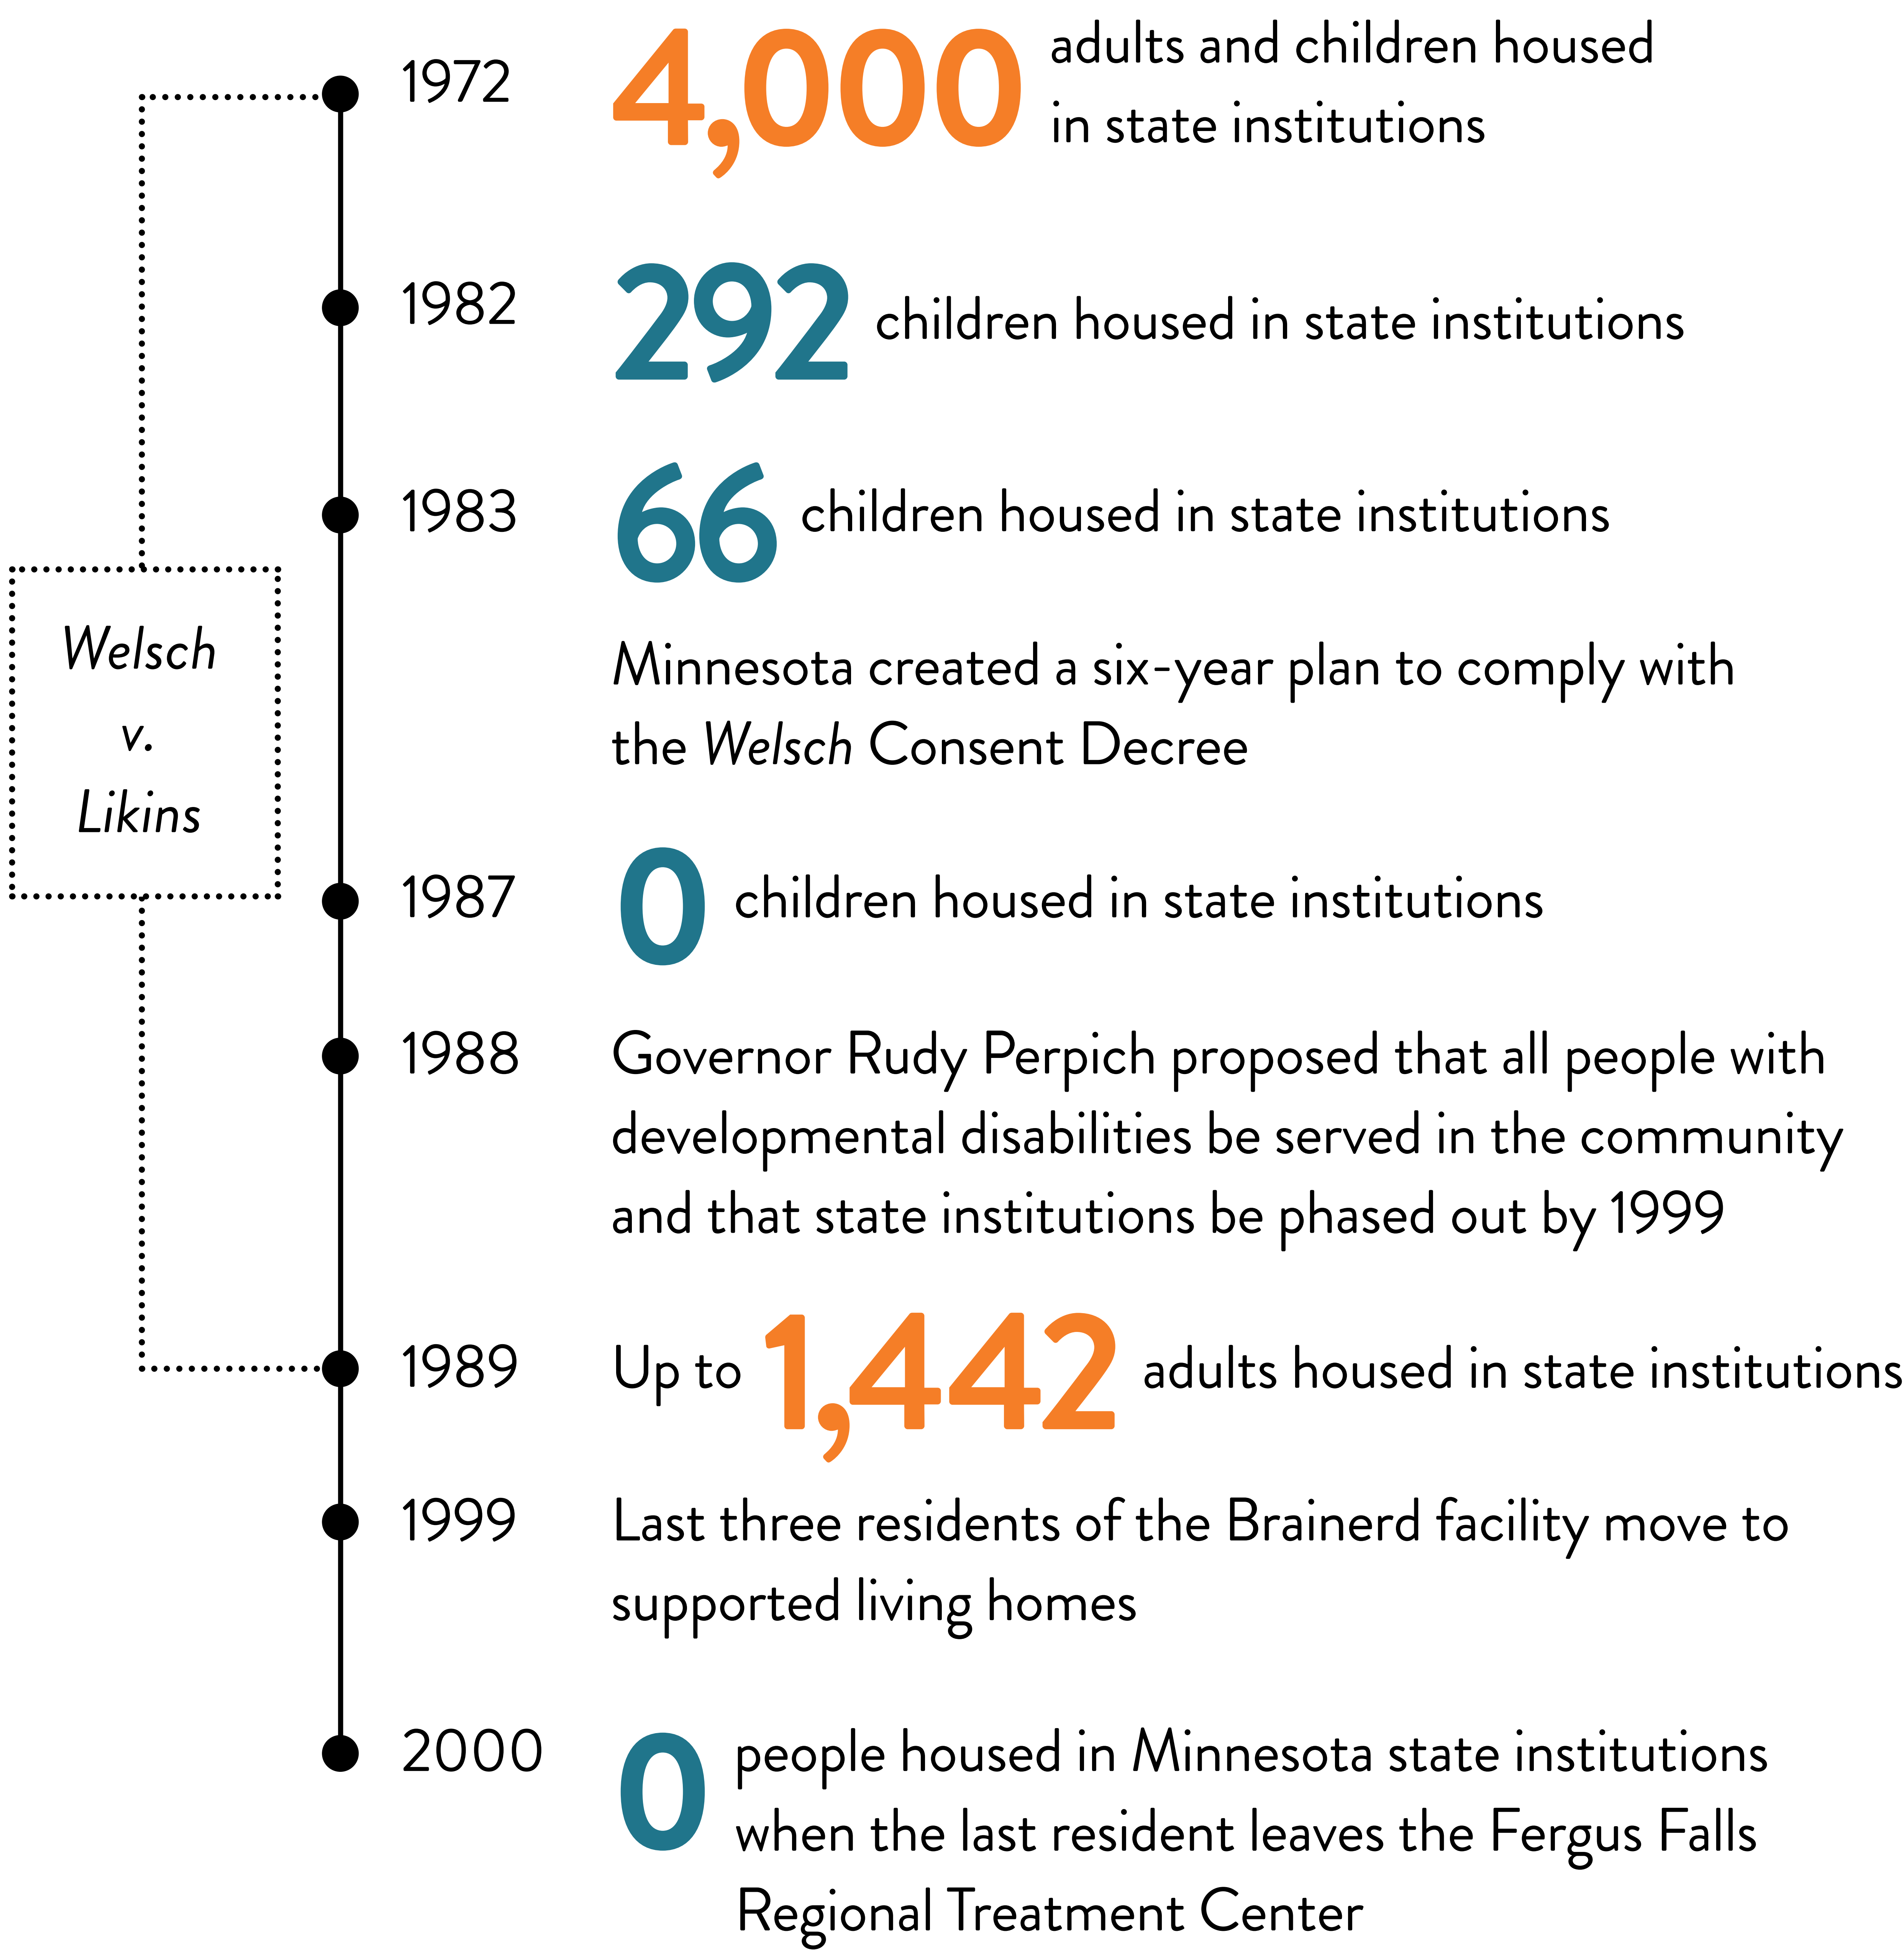 1972
4,000 adults and children housed
in state institutions
1982
292 children housed in state institutions
1983
66 children housed in state institutions
Minnesota created a six-year plan to comply with
the Welsch Consent Decree
Welsch
v.
Likins
1987
0 children housed in state institutions
1988
Governor Rudy Perpich proposed that all people with
developmental disabilities be served in the community
and that state institutions be phased out by 1999
1989
Up to 1,442 adults housed in state institutions
1999
Last three residents of the Brainerd facility move to
supported living homes
2000
0 people housed in Minnesota state institutions
when the last resident leaves the Fergus Falls
Regional Treatment Center